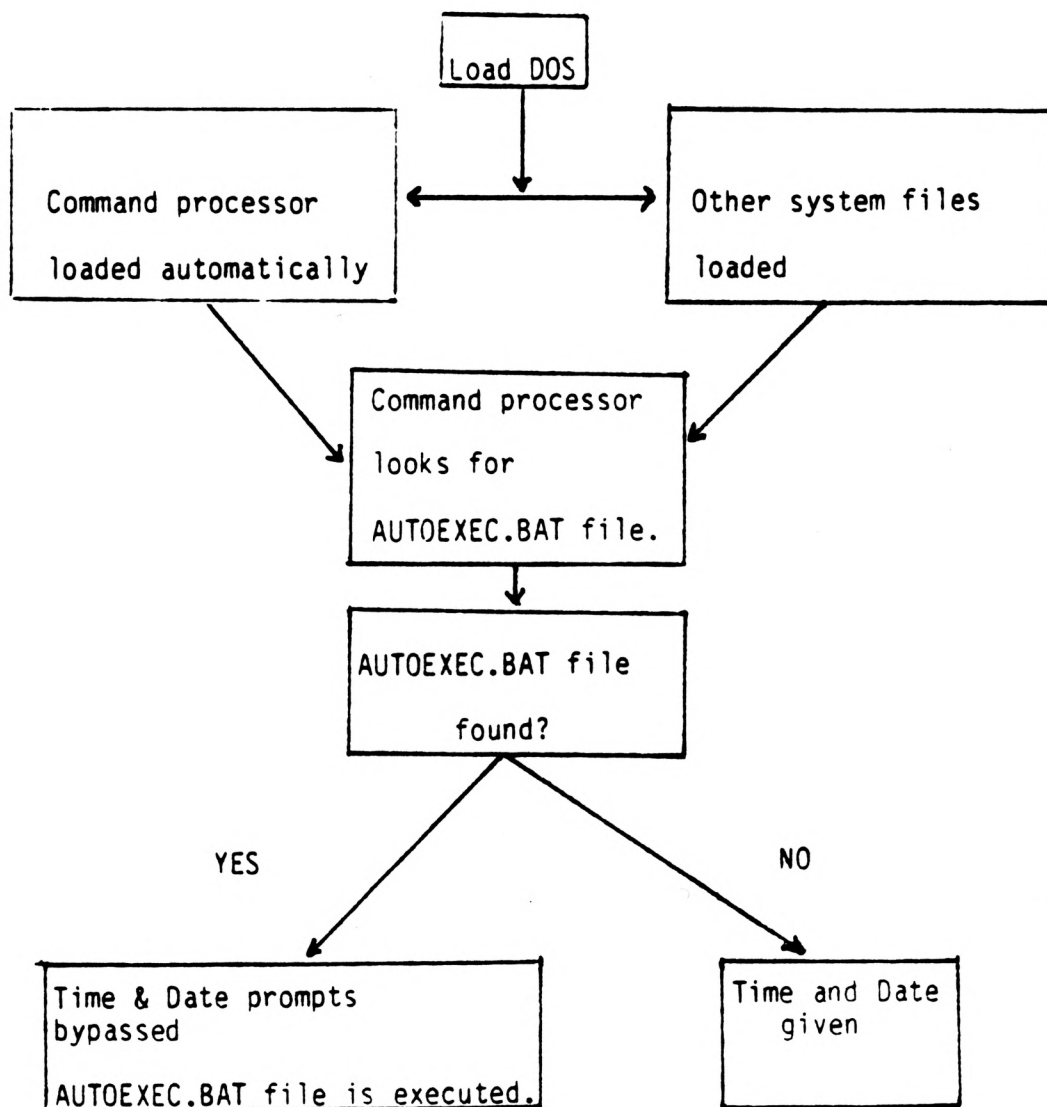 Load DOS
Command processor
loaded automatically
Other system files
loaded
Command processor
looks for
AUTOEXEC.BAT file.
AUTOEXEC.BAT file
found?
YES
NO
Time & Date prompts
bypassed
AUTOEXEC.BAT file is executed.
Time and Date
given